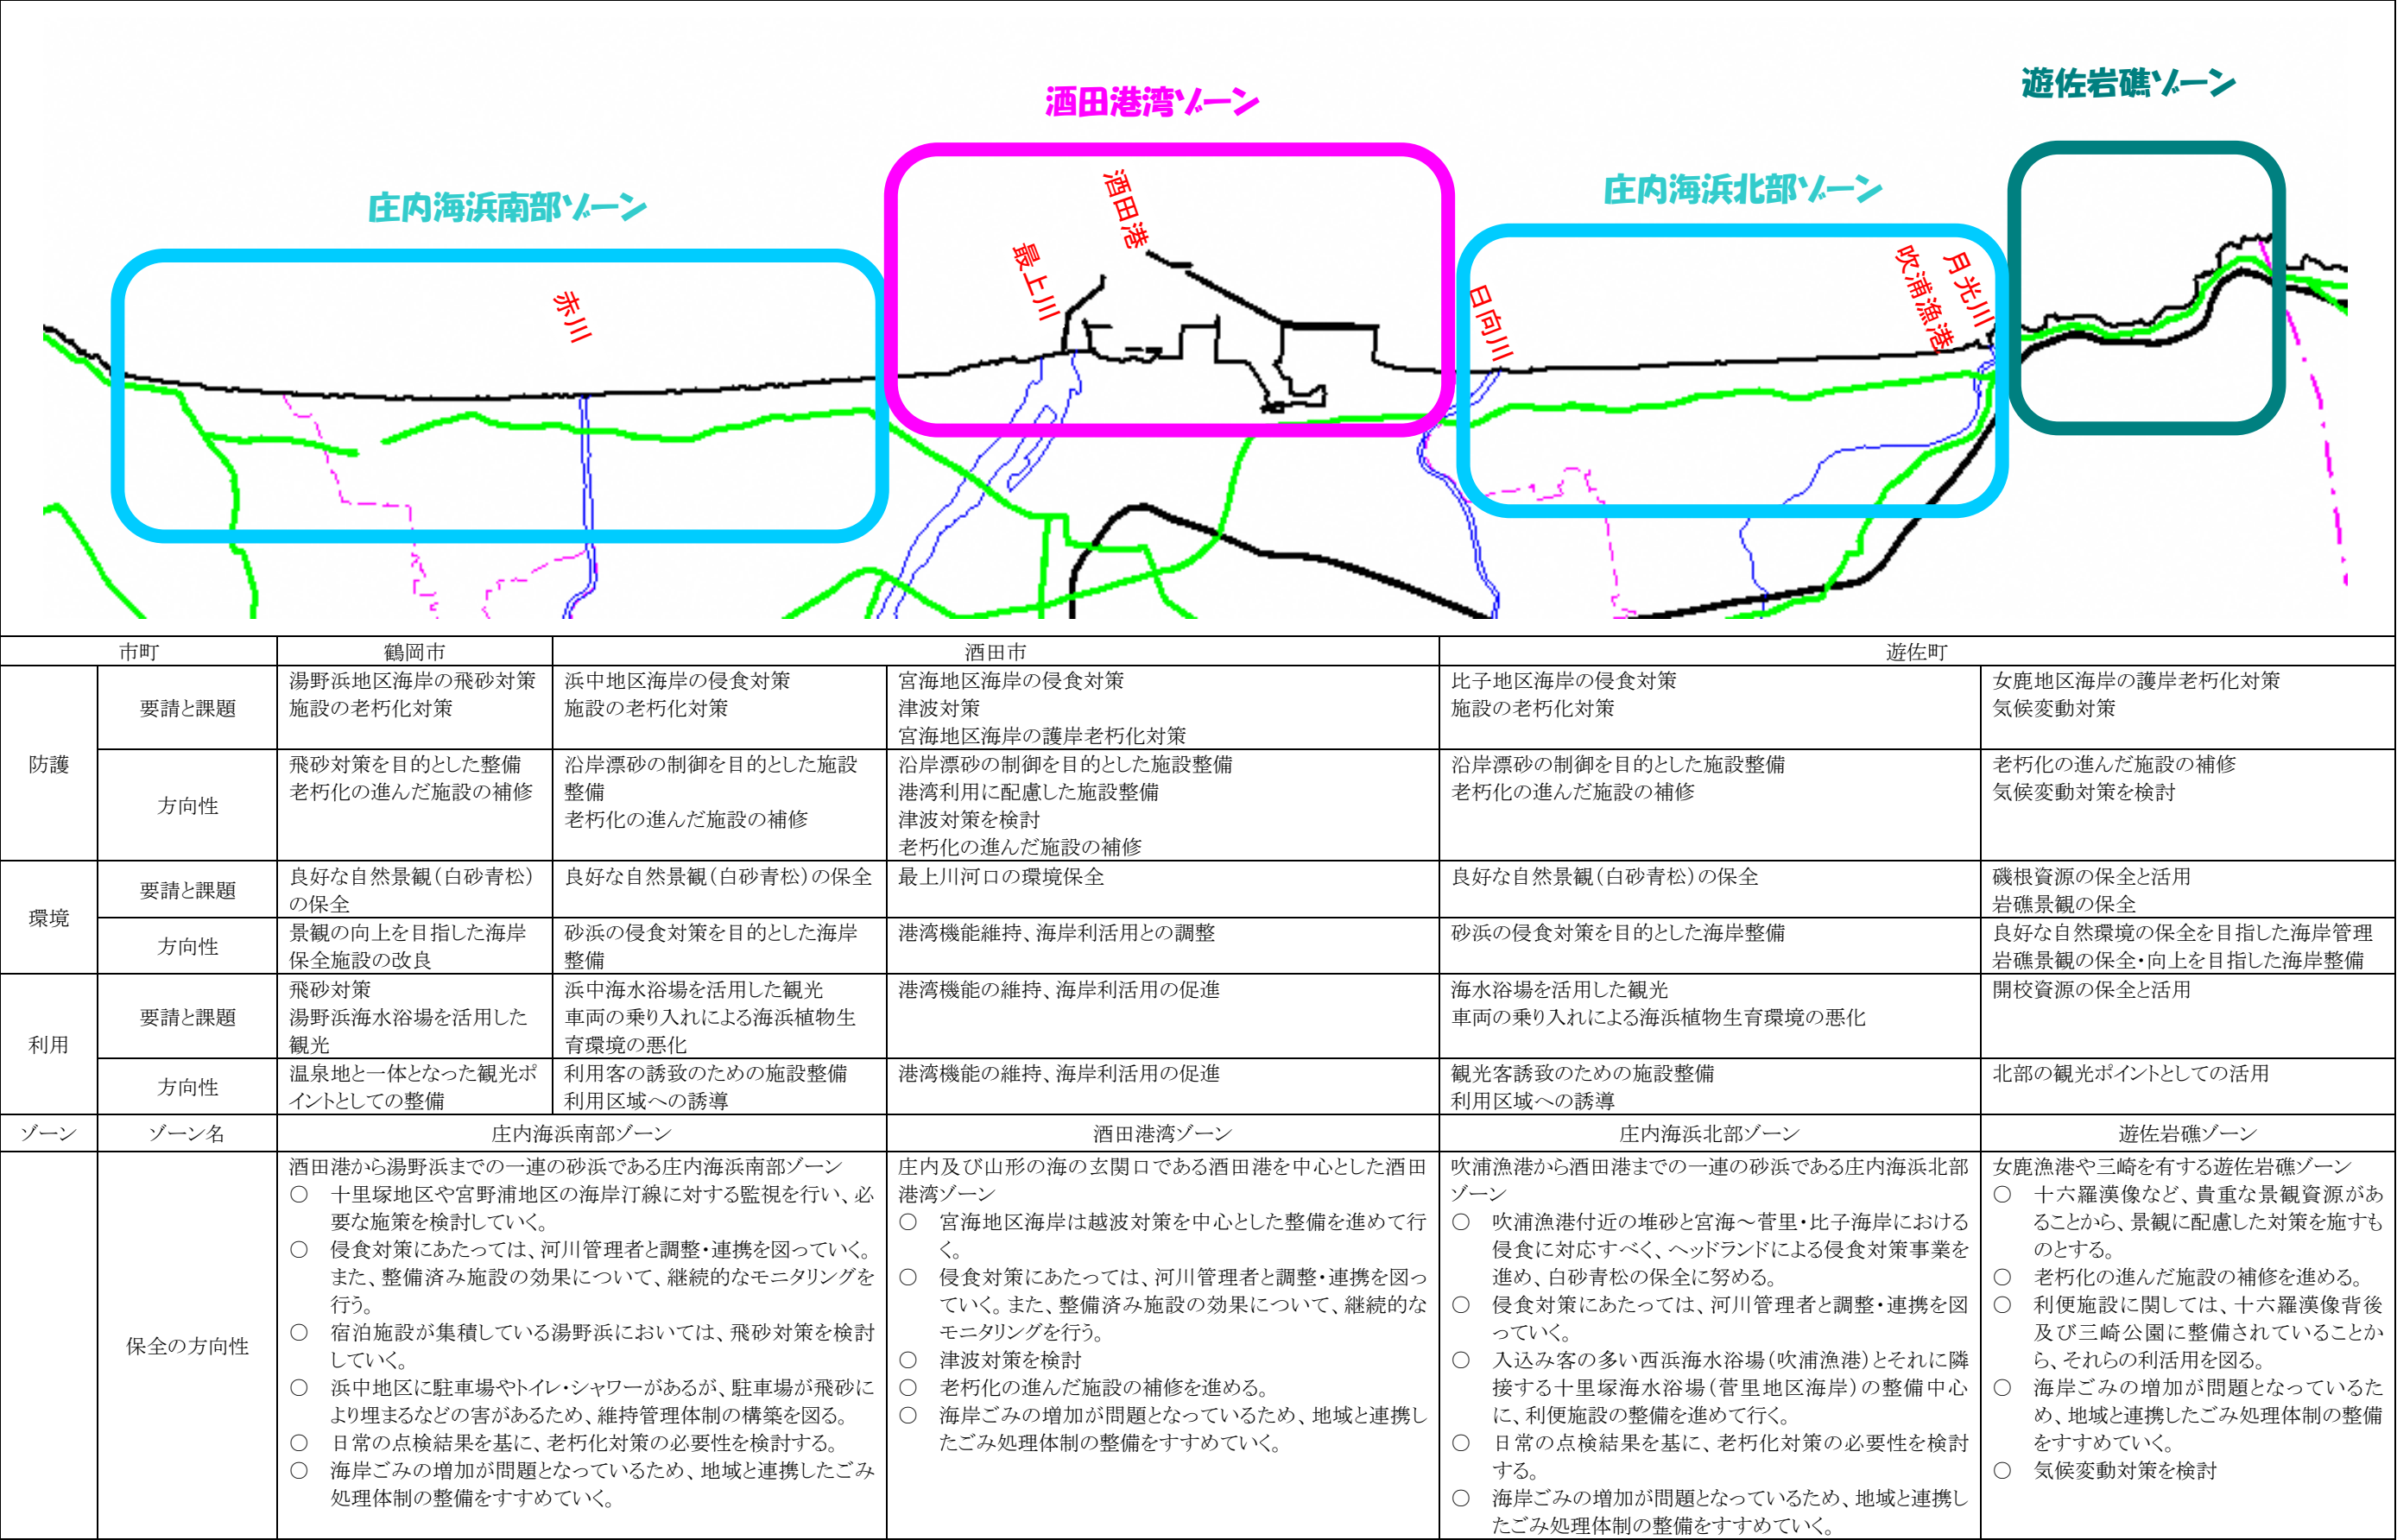 遊佐岩礁ゾーン
酒田港湾ゾーン
庄内海浜北部ゾーン
庄内海浜南部ゾーン
酒田港
最上川
赤川
日向川
吹浦漁港
月光川
市町
鶴岡市
酒田市
遊佐町
防護
要請と課題
湯野浜地区海岸の飛砂対策
施設の老朽化対策
浜中地区海岸の侵食対策
施設の老朽化対策
宮海地区海岸の侵食対策
津波対策
宮海地区海岸の護岸老朽化対策
比子地区海岸の侵食対策
施設の老朽化対策
女鹿地区海岸の護岸老朽化対策
気候変動対策
方向性
飛砂対策を目的とした整備
老朽化の進んだ施設の補修
沿岸漂砂の制御を目的とした施設
整備
老朽化の進んだ施設の補修
沿岸漂砂の制御を目的とした施設整備
港湾利用に配慮した施設整備
津波対策を検討
老朽化の進んだ施設の補修
沿岸漂砂の制御を目的とした施設整備
老朽化の進んだ施設の補修
老朽化の進んだ施設の補修
気候変動対策を検討
環境
要請と課題
良好な自然景観(白砂青松)
の保全
良好な自然景観(白砂青松)の保全
最上川河口の環境保全
良好な自然景観(白砂青松)の保全
磯根資源の保全と活用
岩礁景観の保全
方向性
景観の向上を目指した海岸
保全施設の改良
砂浜の侵食対策を目的とした海岸
整備
港湾機能維持、海岸利活用との調整
砂浜の侵食対策を目的とした海岸整備
良好な自然環境の保全を目指した海岸管理
岩礁景観の保全・向上を目指した海岸整備
利用
要請と課題
飛砂対策
湯野浜海水浴場を活用した
観光
浜中海水浴場を活用した観光
車両の乗り入れによる海浜植物生
育環境の悪化
港湾機能の維持、海岸利活用の促進
海水浴場を活用した観光
車両の乗り入れによる海浜植物生育環境の悪化
開校資源の保全と活用
方向性
温泉地と一体となった観光ポ
イントとしての整備
利用客の誘致のための施設整備
利用区域への誘導
港湾機能の維持、海岸利活用の促進
観光客誘致のための施設整備
利用区域への誘導
北部の観光ポイントとしての活用
ゾーン
ゾーン名
庄内海浜南部ゾーン
酒田港湾ゾーン
庄内海浜北部ゾーン
遊佐岩礁ゾーン
保全の方向性
酒田港から湯野浜までの一連の砂浜である庄内海浜南部ゾーン
○ 十里塚地区や宮野浦地区の海岸汀線に対する監視を行い、必
要な施策を検討していく。
○ 侵食対策にあたっては、河川管理者と調整・連携を図っていく。
また、整備済み施設の効果について、継続的なモニタリングを
行う。
○ 宿泊施設が集積している湯野浜においては、飛砂対策を検討
していく。
○ 浜中地区に駐車場やトイレ・シャワーがあるが、駐車場が飛砂に
より埋まるなどの害があるため、維持管理体制の構築を図る。
○ 日常の点検結果を基に、老朽化対策の必要性を検討する。
○ 海岸ごみの増加が問題となっているため、地域と連携したごみ
処理体制の整備をすすめていく。
庄内及び山形の海の玄関口である酒田港を中心とした酒田
港湾ゾーン
○ 宮海地区海岸は越波対策を中心とした整備を進めて行
く。
○ 侵食対策にあたっては、河川管理者と調整・連携を図っ
ていく。また、整備済み施設の効果について、継続的な
モニタリングを行う。
○ 津波対策を検討
○ 老朽化の進んだ施設の補修を進める。
○ 海岸ごみの増加が問題となっているため、地域と連携し
たごみ処理体制の整備をすすめていく。
吹浦漁港から酒田港までの一連の砂浜である庄内海浜北部
ゾーン
○ 吹浦漁港付近の堆砂と宮海～菅里・比子海岸における
侵食に対応すべく、ヘッドランドによる侵食対策事業を
進め、白砂青松の保全に努める。
○ 侵食対策にあたっては、河川管理者と調整・連携を図
っていく。
○ 入込み客の多い西浜海水浴場(吹浦漁港)とそれに隣
接する十里塚海水浴場(菅里地区海岸)の整備中心
に、利便施設の整備を進めて行く。
○ 日常の点検結果を基に、老朽化対策の必要性を検討
する。
○ 海岸ごみの増加が問題となっているため、地域と連携し
たごみ処理体制の整備をすすめていく。
女鹿漁港や三崎を有する遊佐岩礁ゾーン
○ 十六羅漢像など、貴重な景観資源があ
ることから、景観に配慮した対策を施すも
のとする。
○ 老朽化の進んだ施設の補修を進める。
○ 利便施設に関しては、十六羅漢像背後
及び三崎公園に整備されていることか
ら、それらの利活用を図る。
○ 海岸ごみの増加が問題となっているた
め、地域と連携したごみ処理体制の整備
をすすめていく。
○ 気候変動対策を検討